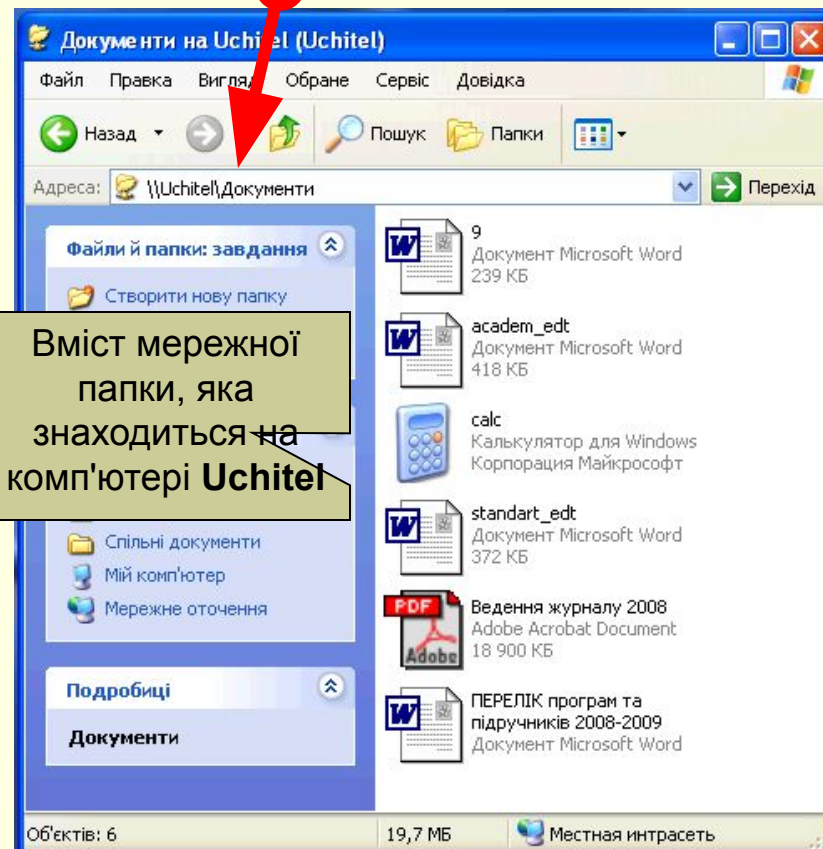 Документи на Uchitel (Uchitel)
Файл Правка Вигляд Обране Сервіс Довідка
Назад Пошук Папки
Адреса: \\Uchitel\Документи Перехід
Файли й папки: завдання
Створити нову папку
Вміст мережної
папки, яка
знаходиться на
комп'ютері Uchitel
Спільні документи
Мій комп'ютер
Мережне оточення
Подробиці
Документи
9
Документ Microsoft Word
239 КБ
academ_edt
Документ Microsoft Word
418 КБ
calc
Калькулятор для Windows
Корпорация Майкрософт
standart_edt
Документ Microsoft Word
372 КБ
PDF
Adobe
Ведення журналу 2008
Adobe Acrobat Document
18 900 КБ
ПЕРЕЛІК програм та
підручників 2008-2009
Документ Microsoft Word
Об'єктів: 6 19,7 МБ Местная интрасеть